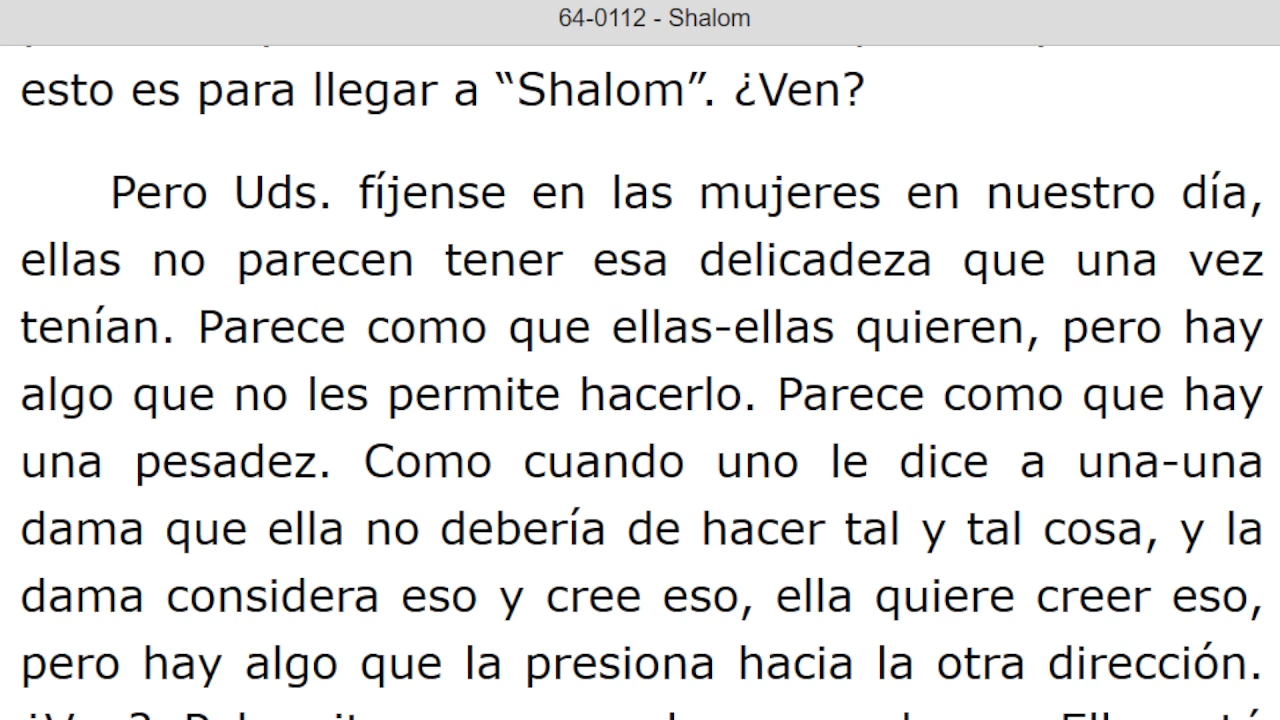 64-0112 - Shalom
esto es para llegar a “Shalom”. ¿Ven?
Pero Uds. fíjense en las mujeres en nuestro día,
ellas no parecen tener esa delicadeza que una vez
tenían. Parece como que ellas-ellas quieren, pero hay
algo que no les permite hacerlo. Parece como que hay
una pesadez. Como cuando uno le dice a una-una
dama que ella no debería de hacer tal y tal cosa, y la
dama considera eso y cree eso, ella quiere creer eso,
pero hay algo que la presiona hacia la otra dirección.